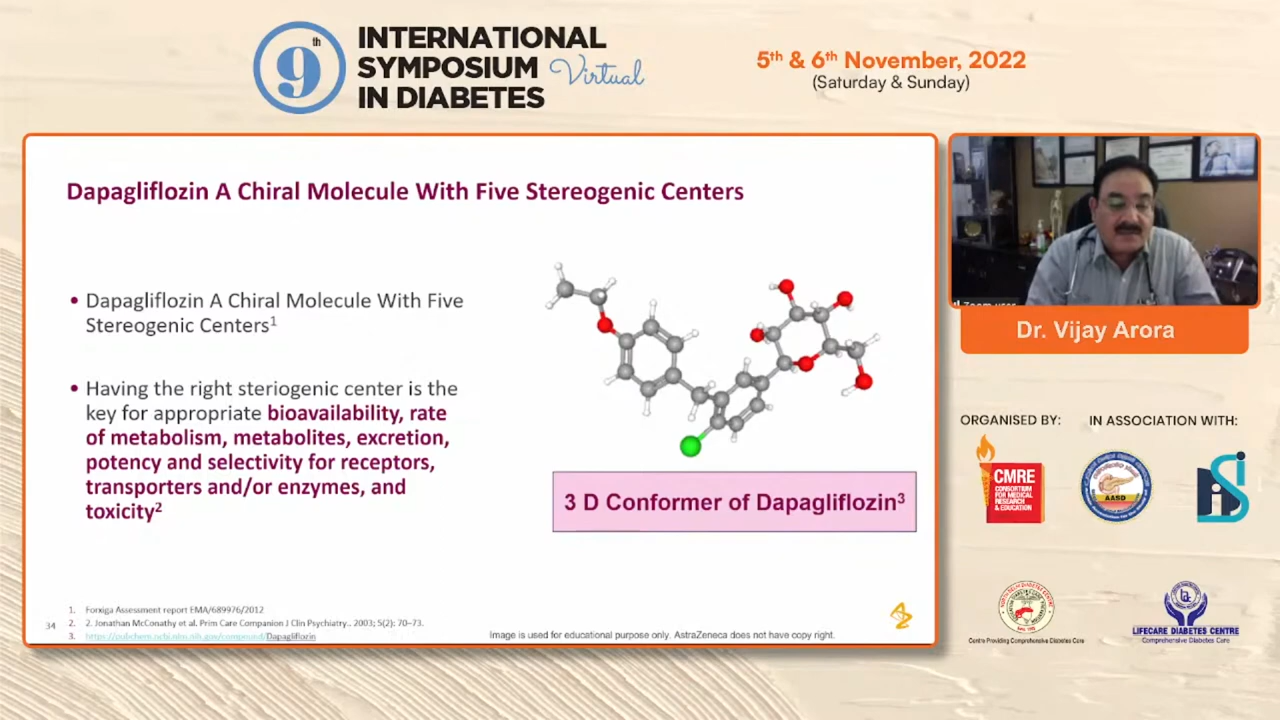 9th
INTERNATIONAL
SYMPOSIUM Virtual
IN DIABETES
5th & 6th November, 2022
(Saturday & Sunday)
Dapagliflozin A Chiral Molecule With Five Stereogenic Centers
• Dapagliflozin A Chiral Molecule With Five
Stereogenic Centers1
• Having the right steriogenic center is the
key for appropriate bioavailability, rate
of metabolism, metabolites, excretion,
potency and selectivity for receptors,
transporters and/or enzymes, and
toxicity2
3 D Conformer of Dapagliflozin3
1. Forxiga Assessment report EMA/689976/2012
2. 2. Jonathan McConathy et al. Prim Care Companion J Clin Psychiatry.. 2003; 5(2): 70–73.
3. https://pubchem.ncbi.nlm.nih.gov/compound/Dapagliflozin
34
Image is used for educational purpose only. AstraZeneca does not have copy right.
Zoom user
Dr. Vijay Arora
ORGANISED BY:
IN ASSOCIATION WITH:
CMRE
CONSORTIUM
FOR MEDICAL
RESEARCH
& EDUCATION
AASD
Centre Providing Comprehensive Diabetes Care
LIFECARE DIABETES CENTRE
Comprehensive Diabetes Care